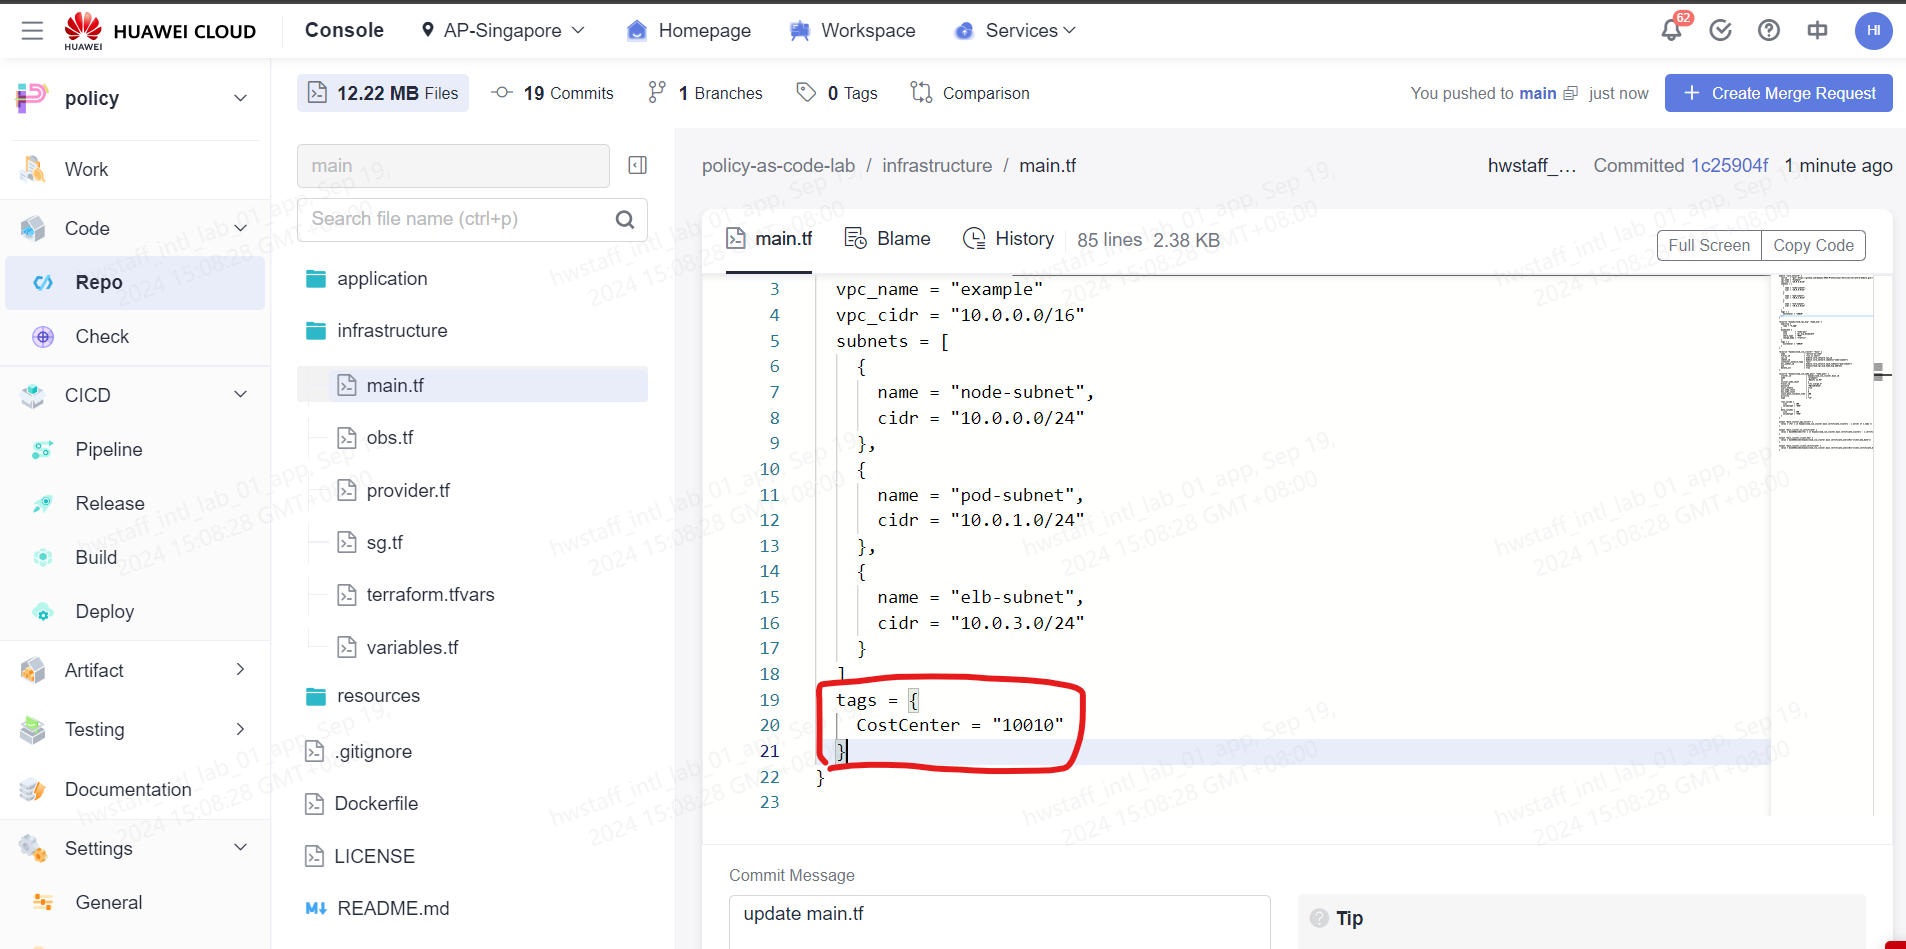 HUAWEI
HUAWEI CLOUD
Console
AP-Singapore
Homepage
Workspace
Services
62
HI
policy
Work
Code
Repo
Check
CICD
Pipeline
Release
Build
Deploy
Artifact
Testing
Documentation
Settings
General
12.22 MB Files
19 Commits
1 Branches
0 Tags
Comparison
You pushed to main just now
Create Merge Request
main
Search file name (ctrl+p)
application
infrastructure
main.tf
obs.tf
provider.tf
sg.tf
terraform.tfvars
variables.tf
resources
.gitignore
Dockerfile
LICENSE
README.md
policy-as-code-lab / infrastructure / main.tf
hwstaff_... Committed 1c25904f 1 minute ago
main.tf
Blame
History
85 lines 2.38 KB
Full Screen
Copy Code
3 vpc_name = "example"
4 vpc_cidr = "10.0.0.0/16"
5 subnets = [
6 {
7 name = "node-subnet",
8 cidr = "10.0.0.0/24"
9 },
10 {
11 name = "pod-subnet",
12 cidr = "10.0.1.0/24"
13 },
14 {
15 name = "elb-subnet",
16 cidr = "10.0.3.0/24"
17 }
18 ]
19 tags = {
20 CostCenter = "10010"
21 }
22 }
23
Commit Message
update main.tf
Tip
hwstaff_intl_lab_01_app, Sep 19,
2024 15:08:28 GMT+08:00